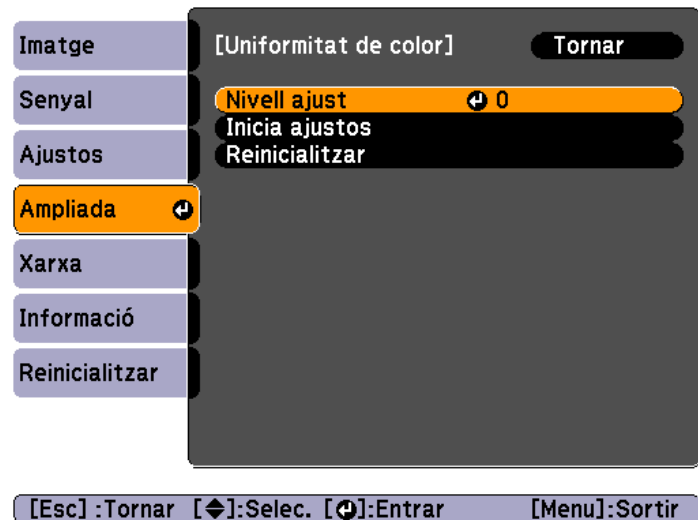 Imatge
Senyal
Ajustos
Ampliada
Xarxa
Informació
Reinicialitzar
[Uniformitat de color] Tornar
Nivell ajust 0
Inicia ajustos
Reinicialitzar
[Esc] :Tornar [◆]:Selec. [⏎]:Entrar [Menu]:Sortir